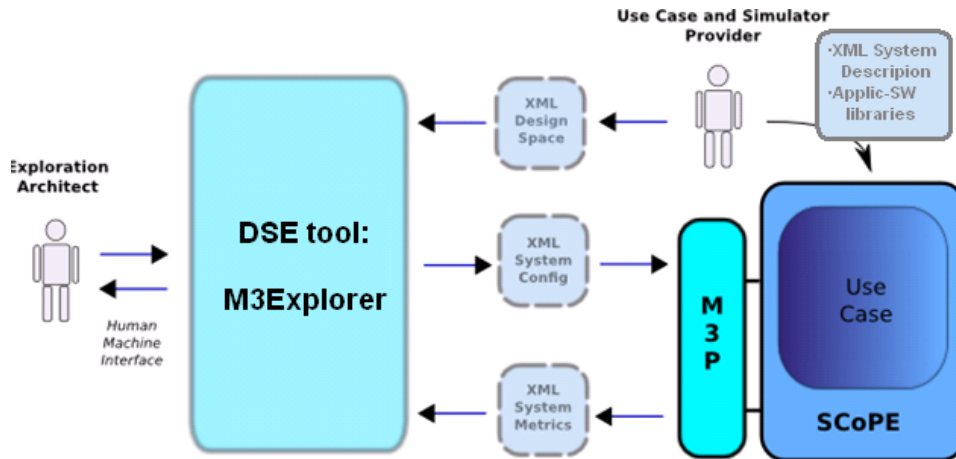 Use Case and Simulator
Provider
·XML System
Descripion
·Applic-SW
libraries
XML
Design
Space
Exploration
Architect
DSE tool:
M3Explorer
XML
System
Config
Human
Machine
Interface
M
3
P
Use
Case
SCoPE
XML
System
Metrics